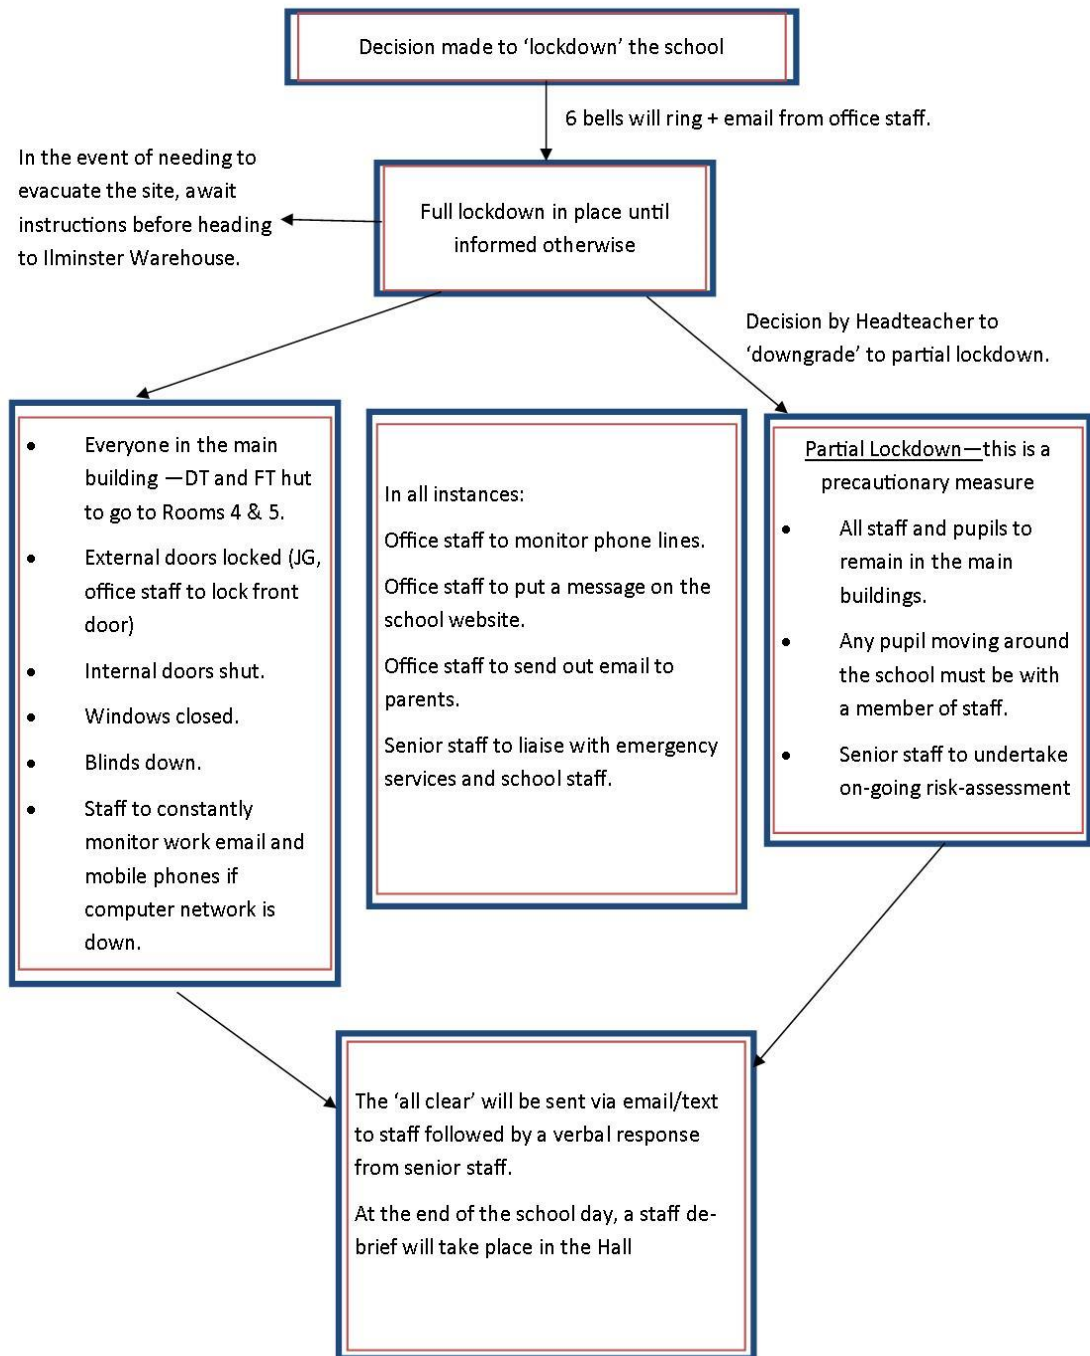 Decision made to ‘lockdown’ the school
6 bells will ring + email from office staff.
In the event of needing to
evacuate the site, await
instructions before heading
to Ilminster Warehouse.
Full lockdown in place until
informed otherwise
Decision by Headteacher to
‘downgrade’ to partial lockdown.
• Everyone in the main
building —DT and FT hut
to go to Rooms 4 & 5.
• External doors locked (JG,
office staff to lock front
door)
• Internal doors shut.
• Windows closed.
• Blinds down.
• Staff to constantly
monitor work email and
mobile phones if
computer network is
down.
In all instances:
Office staff to monitor phone lines.
Office staff to put a message on the
school website.
Office staff to send out email to
parents.
Senior staff to liaise with emergency
services and school staff.
Partial Lockdown—this is a
precautionary measure
• All staff and pupils to
remain in the main
buildings.
• Any pupil moving around
the school must be with
a member of staff.
• Senior staff to undertake
on-going risk-assessment
The ‘all clear’ will be sent via email/text
to staff followed by a verbal response
from senior staff.
At the end of the school day, a staff de-
brief will take place in the Hall